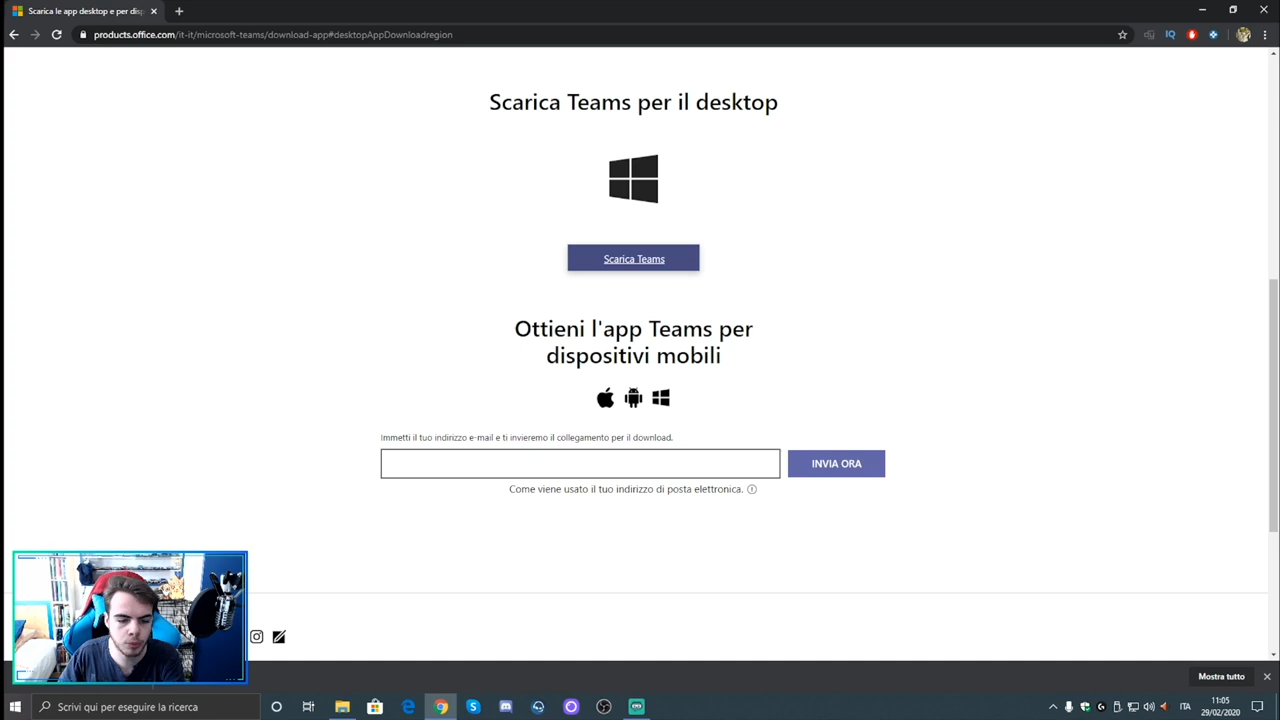 Scarica le app desktop e per disp
products.office.com/it-it/microsoft-teams/download-app#desktopAppDownloadregion
Scarica Teams per il desktop
Scarica Teams
Ottieni l'app Teams per
dispositivi mobili
Immetti il tuo indirizzo e-mail e ti invieremo il collegamento per il download.
INVIA ORA
Come viene usato il tuo indirizzo di posta elettronica.
Mostra tutto
Scrivi qui per eseguire la ricerca
ITA
11:05
29/02/2020